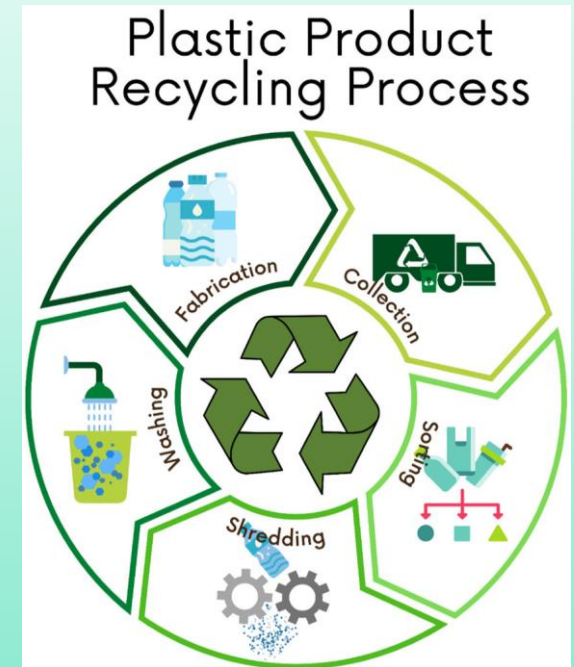 Plastic Product
Recycling Process
Fabrication
Collection
Sorting
Shredding
Washing